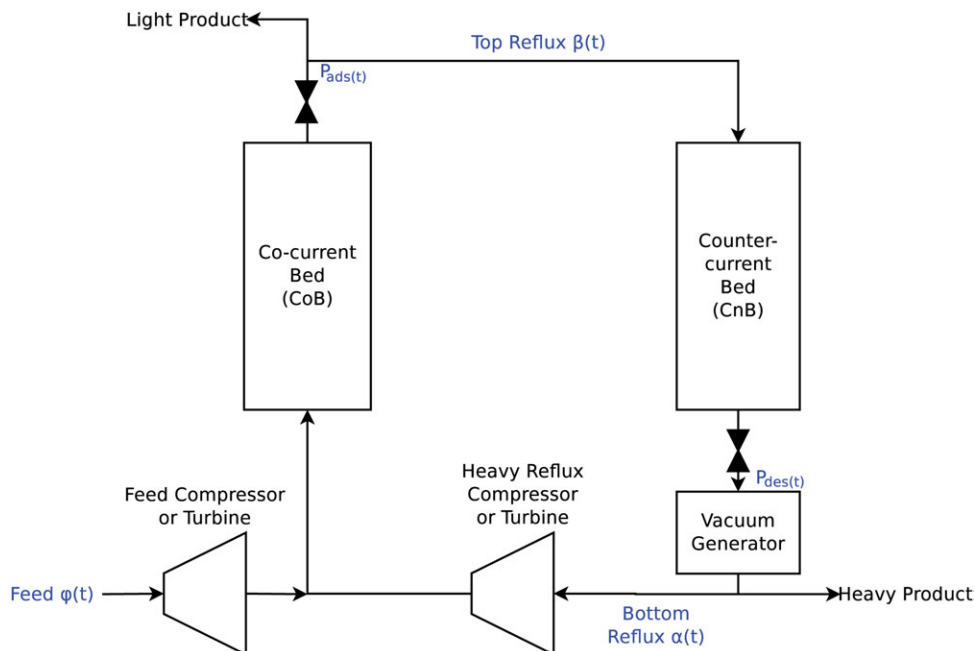 Light Product
Top Reflux β(t)
Pads(t)
Co-current
Bed
(CoB)
Counter-
current
Bed
(CnB)
Feed Compressor
or Turbine
Heavy Reflux
Compressor
or Turbine
Pdes(t)
Vacuum
Generator
Feed φ(t)
Bottom
Reflux α(t)
Heavy Product